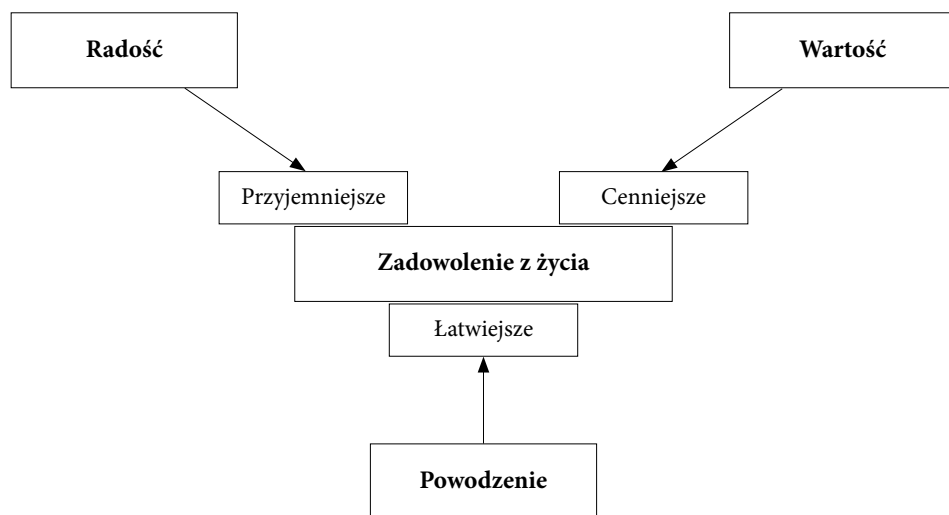 Radość
Wartość
Przyjemniejsze
Cenniejsze
Zadowolenie z życia
Łatwiejsze
Powodzenie